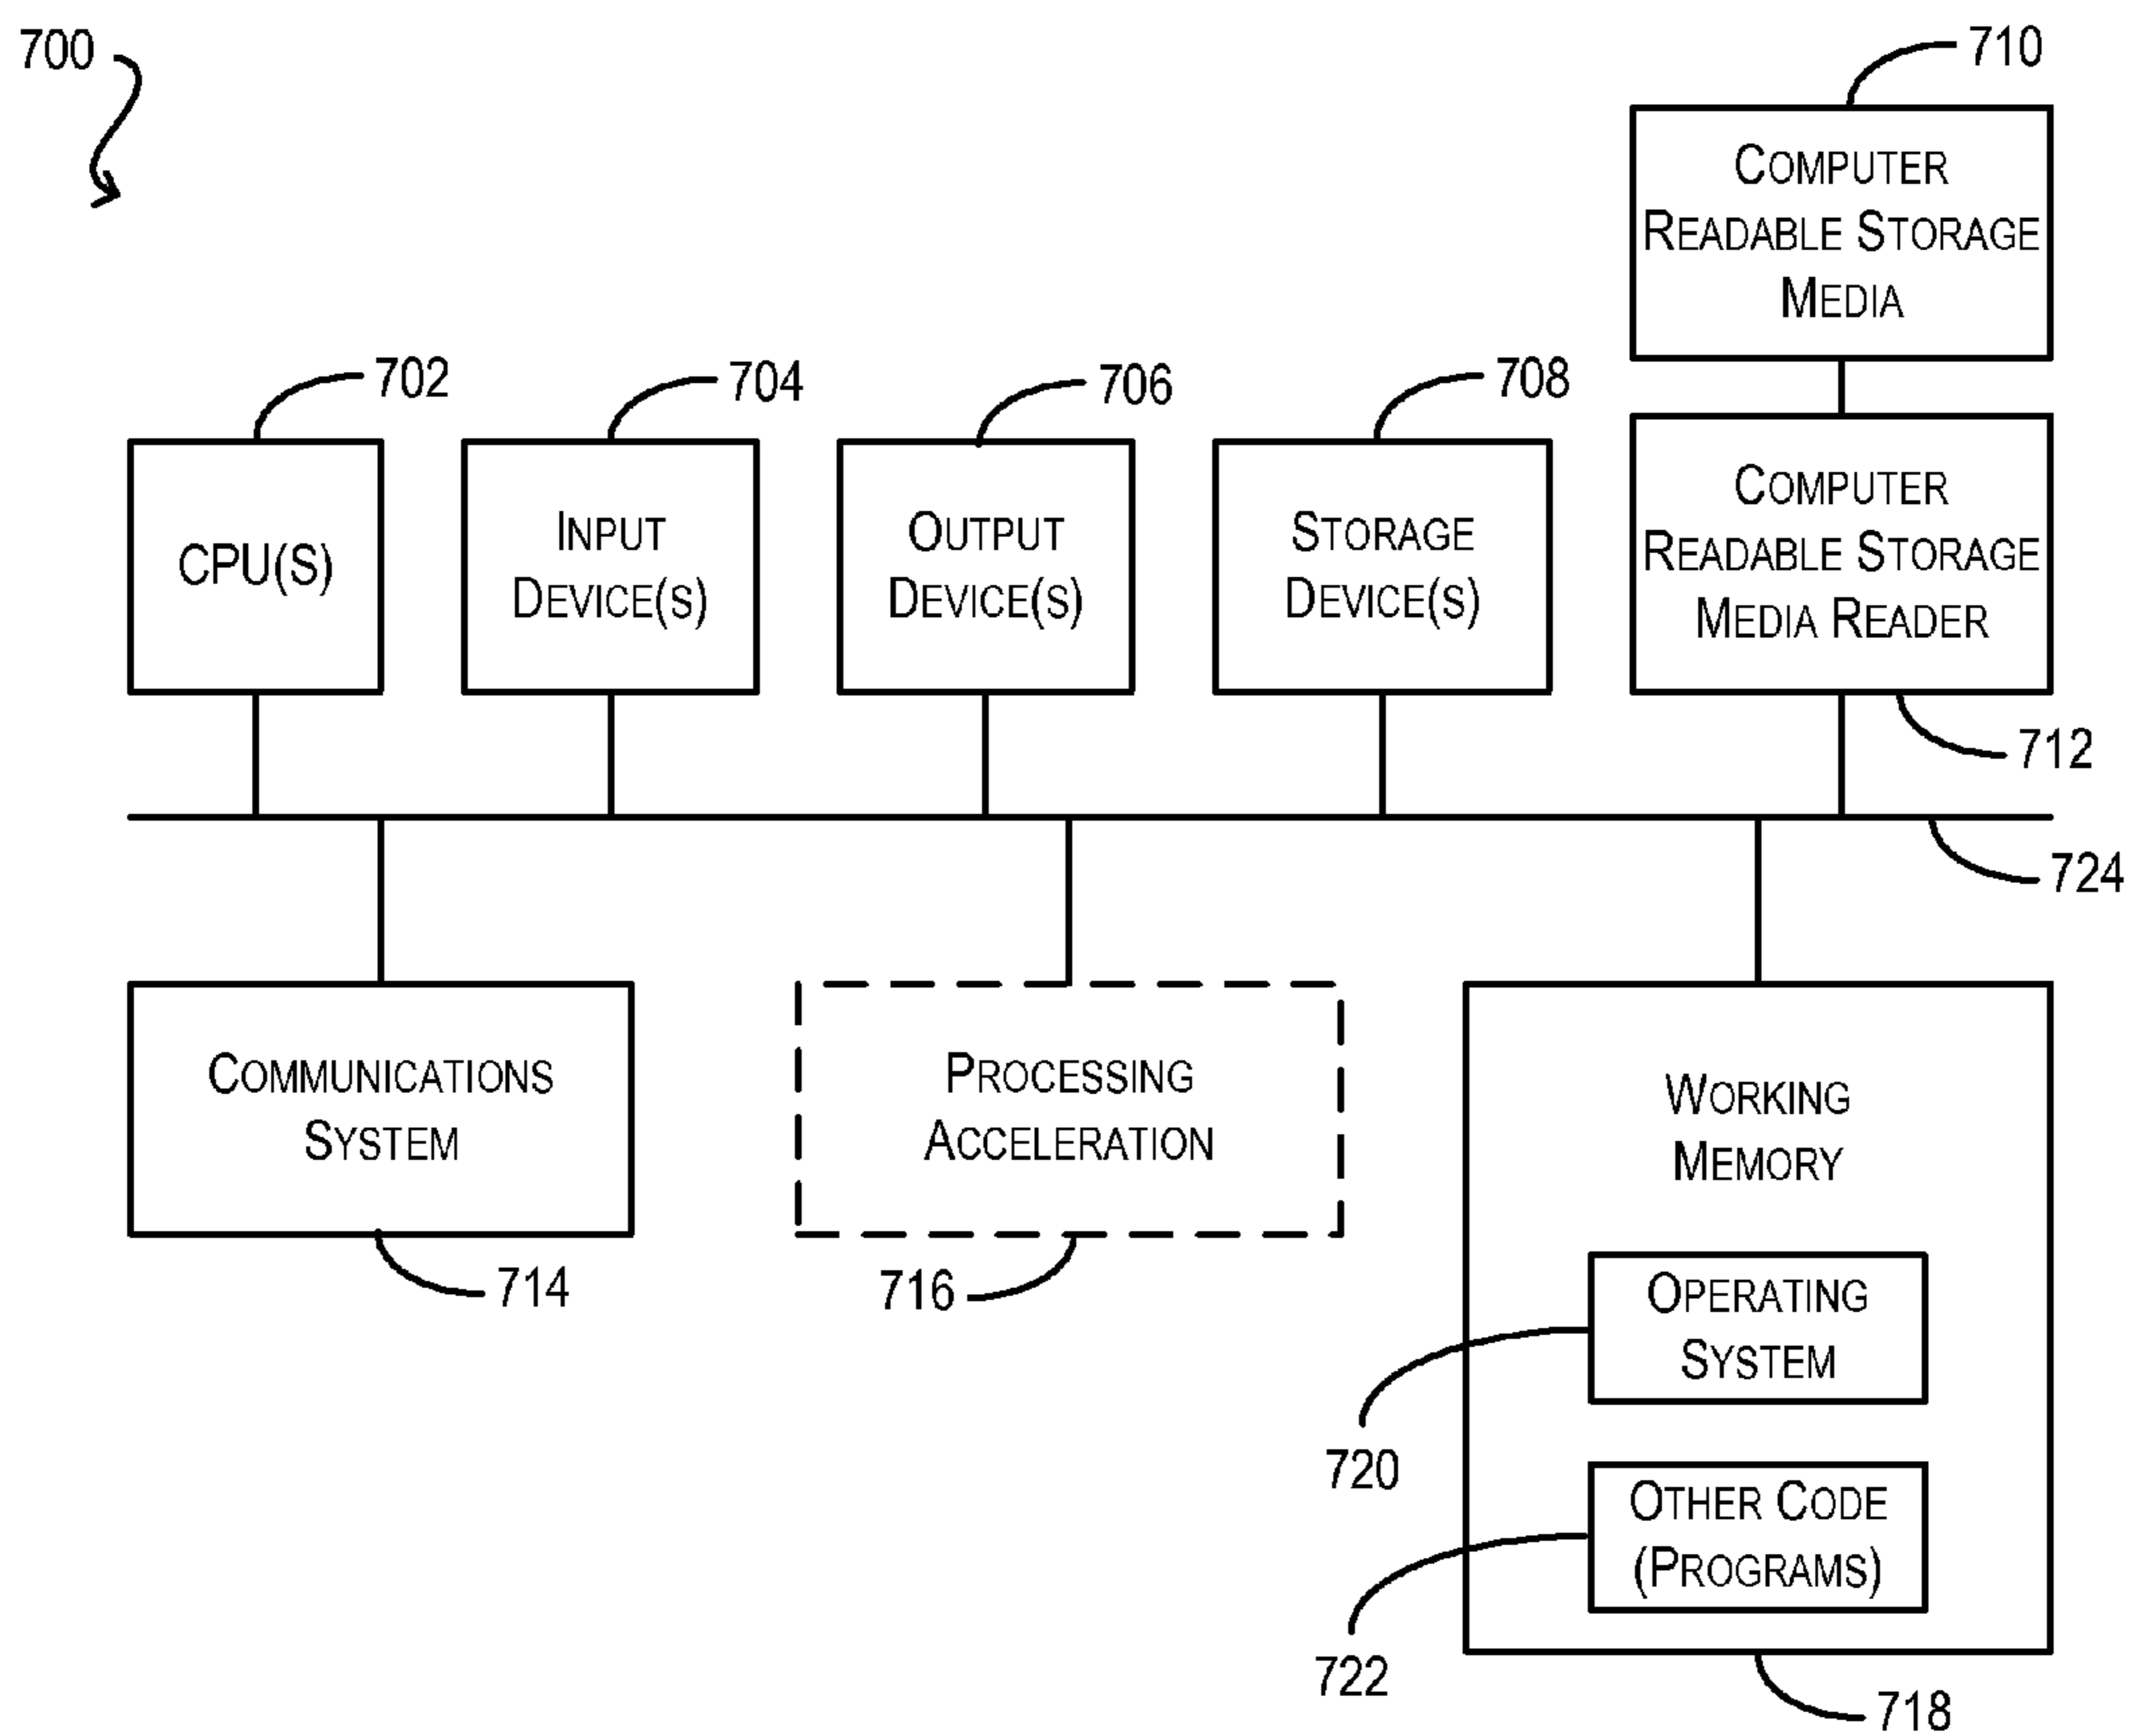 700
710
COMPUTER
READABLE STORAGE
MEDIA
702
704
706
708
CPU(S)
INPUT
DEVICE(S)
OUTPUT
DEVICE(S)
STORAGE
DEVICE(S)
COMPUTER
READABLE STORAGE
MEDIA READER
712
724
COMMUNICATIONS
SYSTEM
714
PROCESSING
ACCELERATION
716
WORKING
MEMORY
OPERATING
SYSTEM
720
OTHER CODE
(PROGRAMS)
722
718